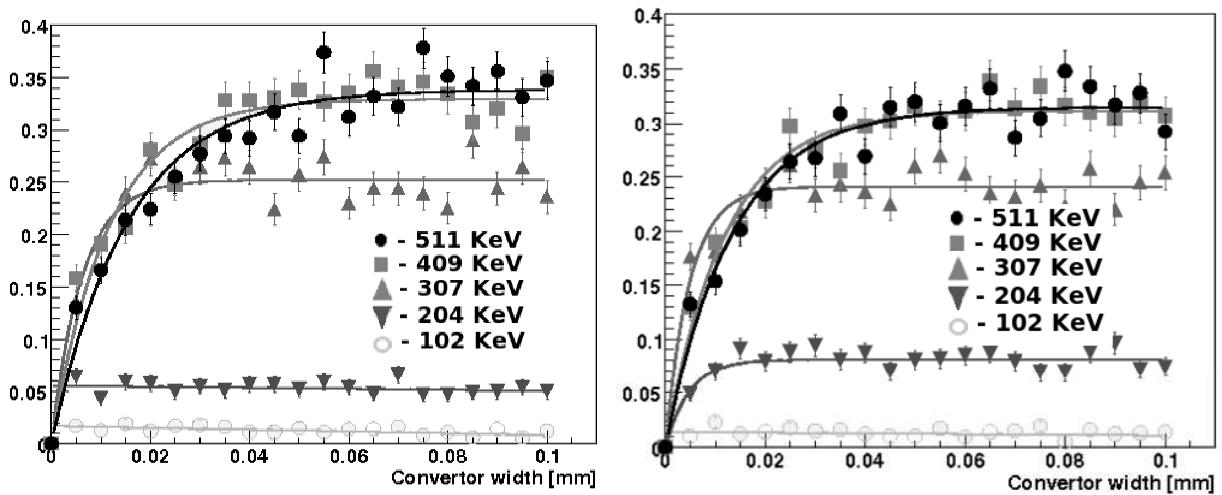 0.4
0.35
0.3
0.25
0.2
0.15
0.1
0.05
0
0
0.02
0.04
0.06
0.08
0.1
Convertor width [mm]
- 511 KeV
- 409 KeV
- 307 KeV
- 204 KeV
- 102 KeV
0.4
0.35
0.3
0.25
0.2
0.15
0.1
0.05
0
0
0.02
0.04
0.06
0.08
0.1
Convertor width [mm]
- 511 KeV
- 409 KeV
- 307 KeV
- 204 KeV
- 102 KeV